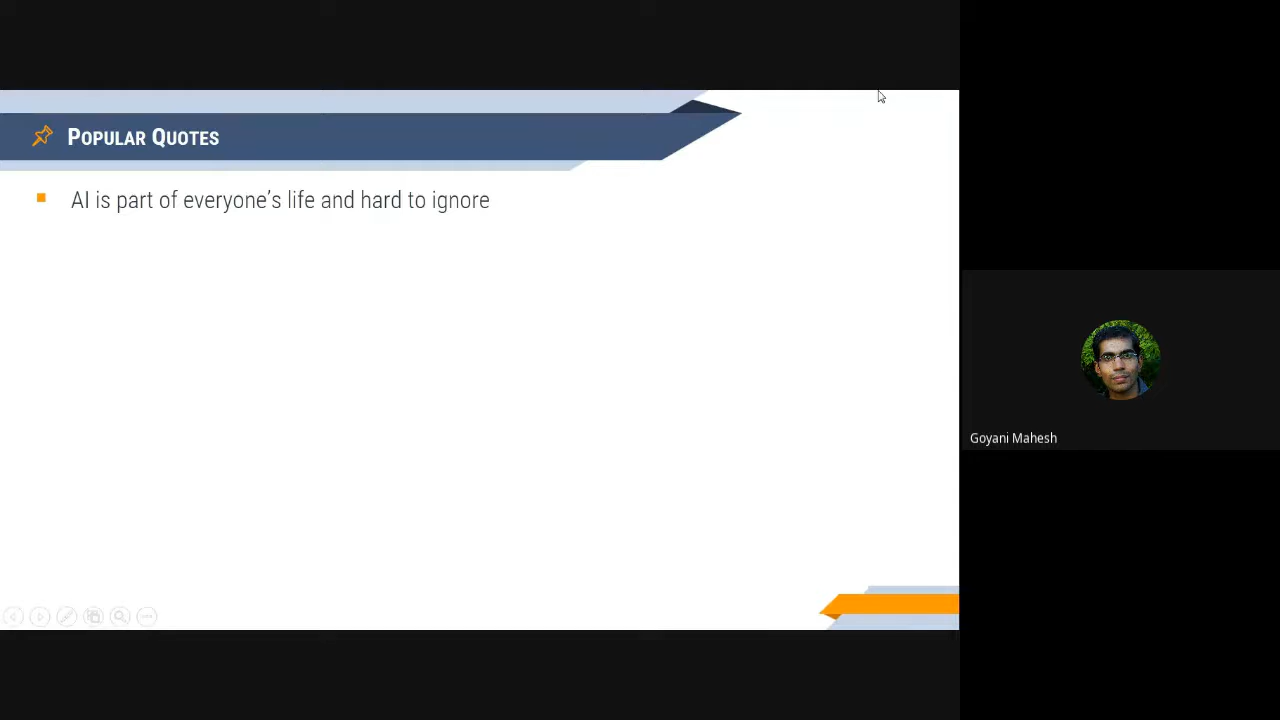 Popular Quotes
AI is part of everyone's life and hard to ignore
Goyani Mahesh